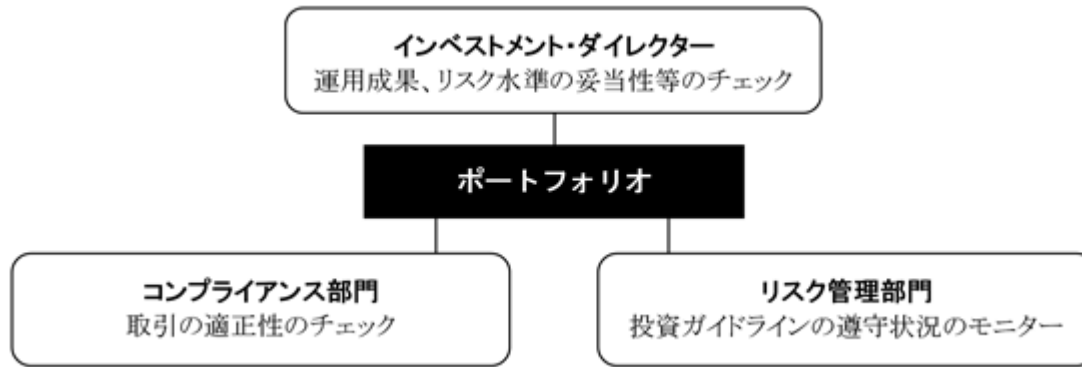 インベストメント・ダイレクター
運用成果、リスク水準の妥当性等のチェック
ポートフォリオ
コンプライアンス部門
取引の適正性のチェック
リスク管理部門
投資ガイドラインの遵守状況のモニター